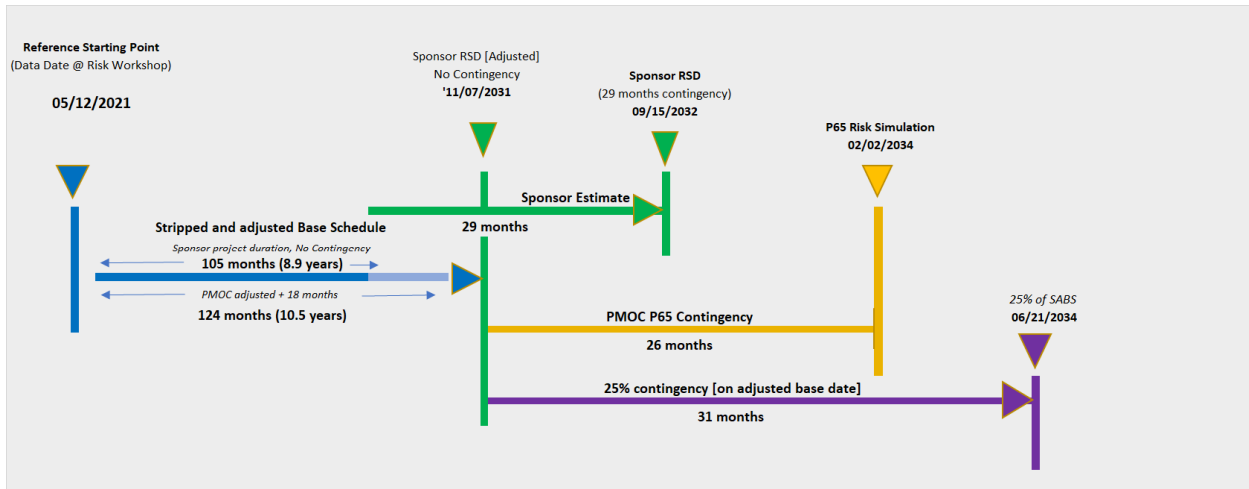 Reference Starting Point
(Data Date @ Risk Workshop)
05/12/2021
Sponsor RSD [Adjusted]
No Contingency
'11/07/2031
Sponsor RSD
(29 months contingency)
09/15/2032
P65 Risk Simulation
02/02/2034
Sponsor Estimate
29 months
Stripped and adjusted Base Schedule
Sponsor project duration, No Contingency
105 months (8.9 years)
PMOC adjusted + 18 months
124 months (10.5 years)
25% of SABS
06/21/2034
PMOC P65 Contingency
26 months
25% contingency [on adjusted base date]
31 months